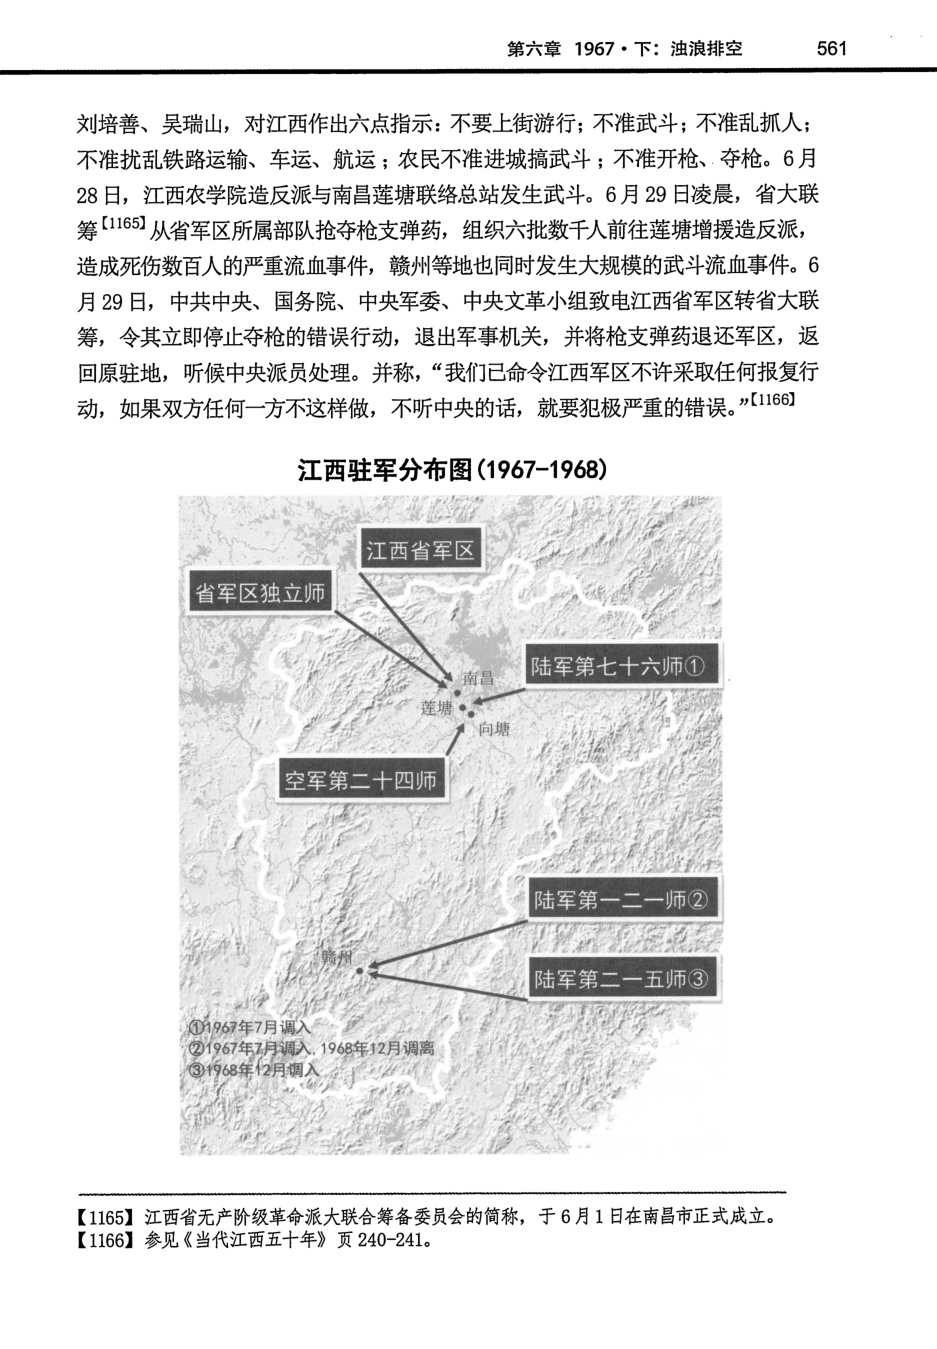 第六章 1967·下：浊浪排空 561
刘培善、吴瑞山，对江西作出六点指示：不要上街游行；不准武斗；不准乱抓人；
不准扰乱铁路运输、车运、航运；农民不准进城搞武斗；不准开枪、夺枪。6月
28日，江西农学院造反派与南昌莲塘联络总站发生武斗。6月29日凌晨，省大联
筹【1165】从省军区所属部队抢夺枪支弹药，组织六批数千人前往莲塘增援造反派，
造成死伤数百人的严重流血事件，赣州等地也同时发生大规模的武斗流血事件。6
月29日，中共中央、国务院、中央军委、中央文革小组致电江西省军区转省大联
筹，令其立即停止夺枪的错误行动，退出军事机关，并将枪支弹药退还军区，返
回原驻地，听候中央派员处理。并称，“我们已命令江西军区不许采取任何报复行
动，如果双方任何一方不这样做，不听中央的话，就要犯极严重的错误。”【1166】
江西驻军分布图(1967-1968)
江西省军区
省军区独立师
陆军第七十六师①
南昌
莲塘
向塘
空军第二十四师
陆军第一二一师②
赣州
陆军第二一五师③
①1967年7月调入
②1967年7月调入,1968年12月调离
③1968年12月调入
【1165】江西省无产阶级革命派大联合筹备委员会的简称，于6月1日在南昌市正式成立。
【1166】参见《当代江西五十年》页240-241。